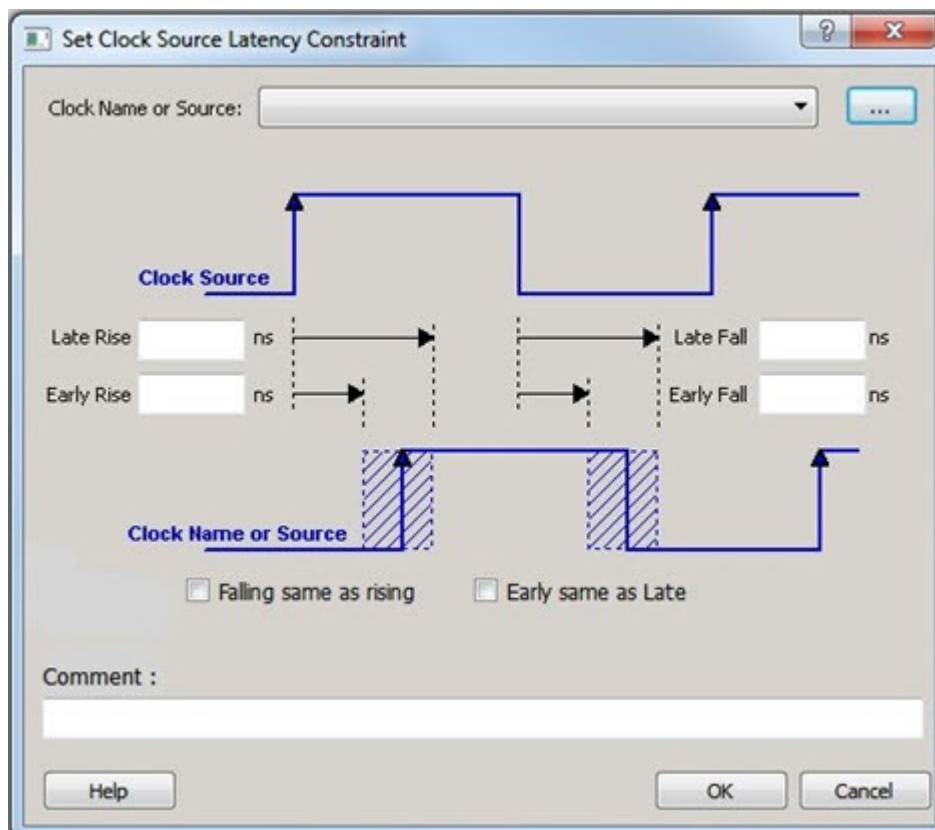 Set Clock Source Latency Constraint
?
Clock Name or Source:
...
Clock Source
Late Rise ns Late Fall ns
Early Rise ns Early Fall ns
Clock Name or Source
Falling same as rising Early same as Late
Comment :
Help OK Cancel